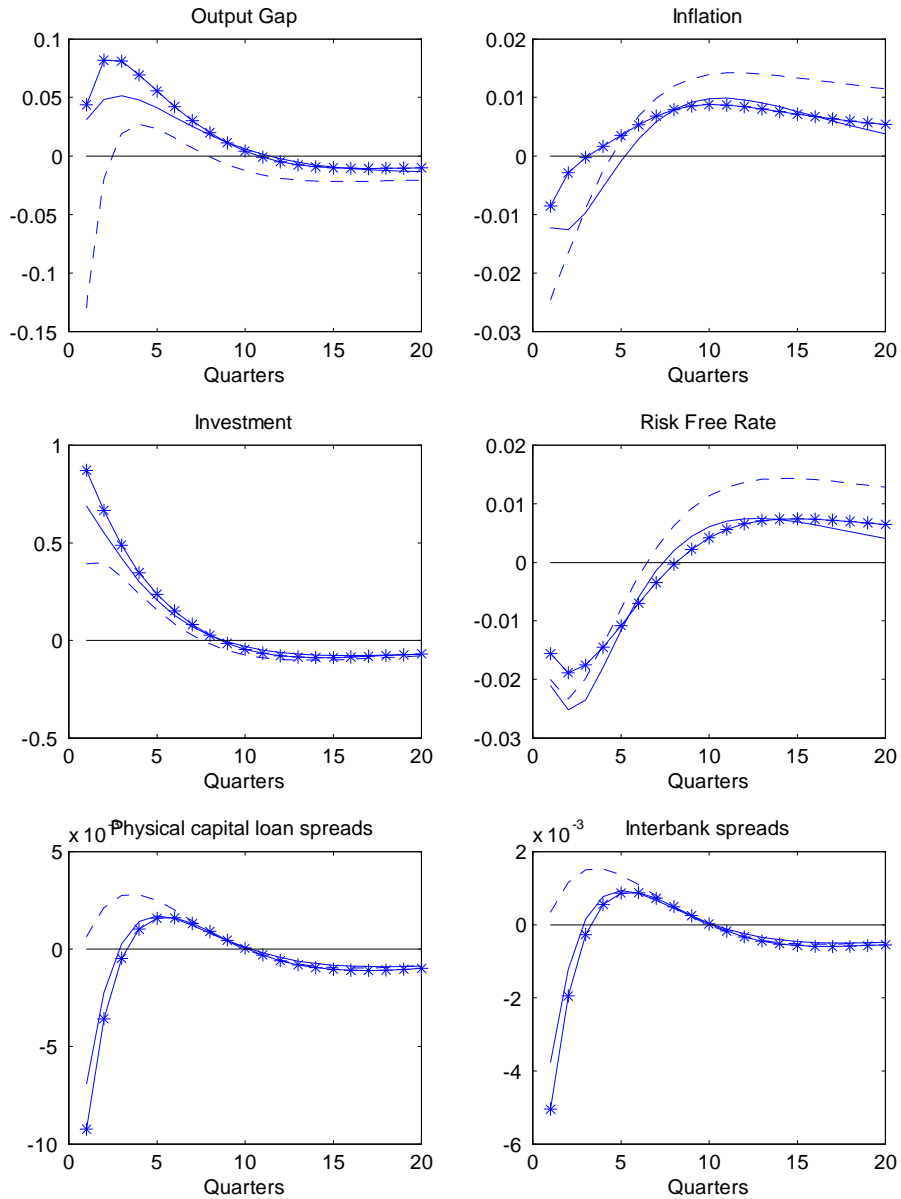 Output Gap
0.1
0.05
0
-0.05
-0.1
-0.15
0 5 10 15 20
Quarters
Inflation
0.02
0.01
0
-0.01
-0.02
-0.03
0 5 10 15 20
Quarters
Investment
1
0.5
0
-0.5
0 5 10 15 20
Quarters
Risk Free Rate
0.02
0.01
0
-0.01
-0.02
-0.03
0 5 10 15 20
Quarters
x 10-3
Physical capital loan spreads
5
0
-5
-10
0 5 10 15 20
Quarters
x 10-3
Interbank spreads
2
0
-2
-4
-6
0 5 10 15 20
Quarters